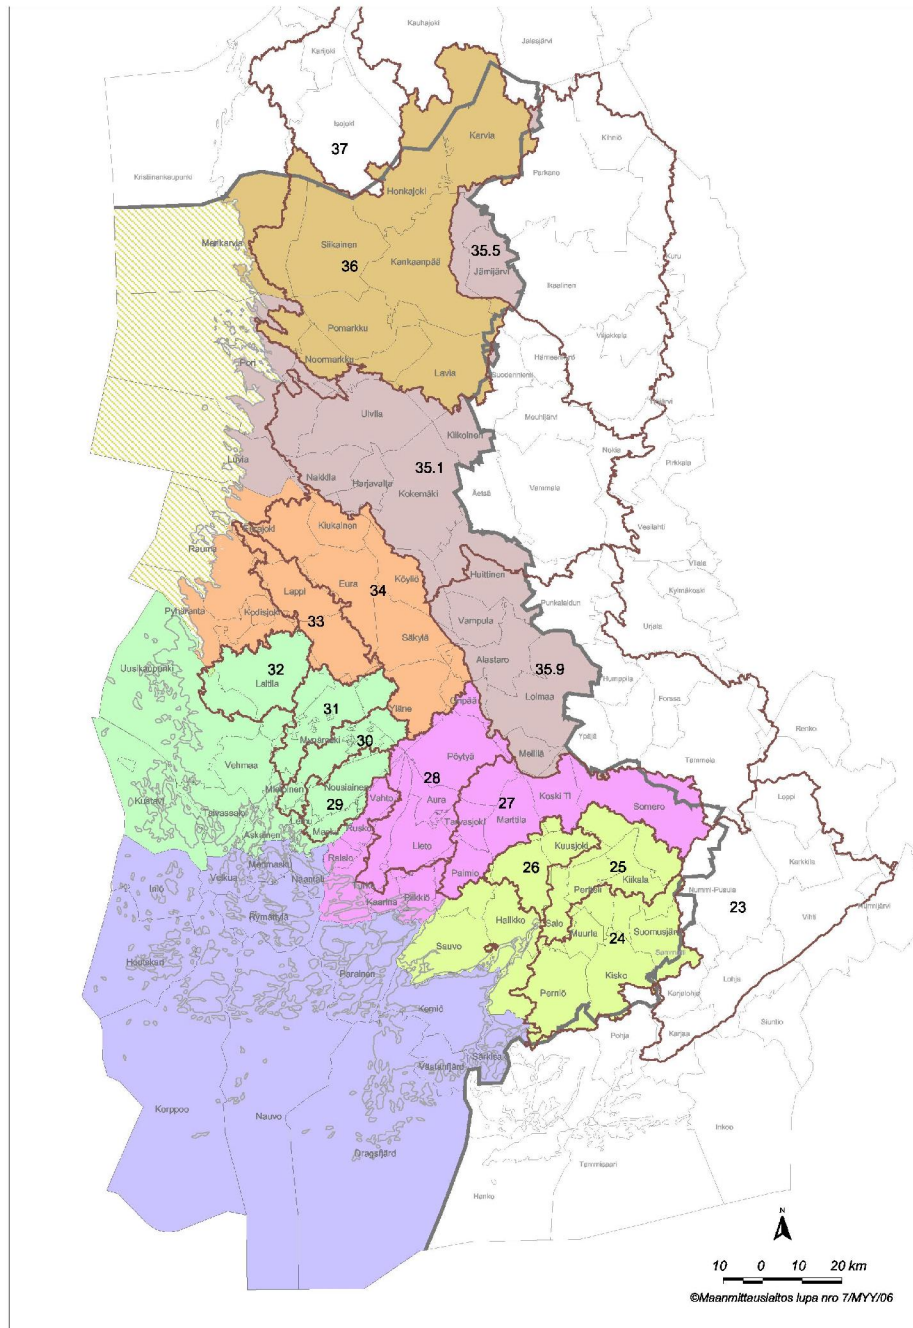 Kauhajoki
Jalasjärvi
Karijoki
Isojoki
37
Karvia
Kihniö
Kristiinankaupunki
Parkano
Honkajoki
Merikarvia
Siikainen
36
Kankaanpää
35.5
Jämijärvi
Kuru
Ikaalinen
Pomarkku
Viljakkala
Noormarkku
Pori
Lavia
Hämeenkyrö
Suodenniemi
Ulvila
Mouhijärvi
Kiikoinen
Nokia
Luvia
35.1
Pirkkala
Nakkila
Harjavalta
Kokemäki
Äetsä
Vammala
Vesilahti
Kiukainen
Eurajoki
Rauma
Viiala
Huittinen
Eura
Köyliö
Kylmäkoski
Lappi
34
Punkalaidun
Pyhäranta
Kodisjoki
33
Vampula
Urjala
Säkylä
Uusikaupunki
32
Laitila
Alastaro
35.9
Loimaa
Humppila
Forssa
31
Yläne
Oripää
Renko
Mynämäki
30
Ypäjä
Vehmaa
Pöytyä
Mellilä
Tammela
28
Mietoinen
Nousiainen
29
Vahto
Aura
27
Koski Tl
Somero
Loppi
Kustavi
Taivassalo
Lemu
Masku
Rusko
Tarvasjoki
Marttila
Askainen
Lieto
Kuusjoki
Karkkila
Merimasku
Raisio
Velkua
Naantali
Paimio
26
25
Kiikala
Pertteli
Nummi-Pusula
Iniö
Turku
Kaarina
Piikkiö
23
Vihti
Rymättylä
Halikko
Salo
Muurla
24
Suomusjärvi
Sauvo
Sammatti
Houtskari
Parainen
Kisko
Lohja
Perniö
Karjalohja
Kemiö
Siuntio
Pohja
Karjaa
Särkisalo
Västanfjärd
Korppoo
Nauvo
Inkoo
Dragsfjärd
Tammisaari
Hanko
N
10 0 10 20 km
©Maanmittauslaitos lupa nro 7/MYY/06